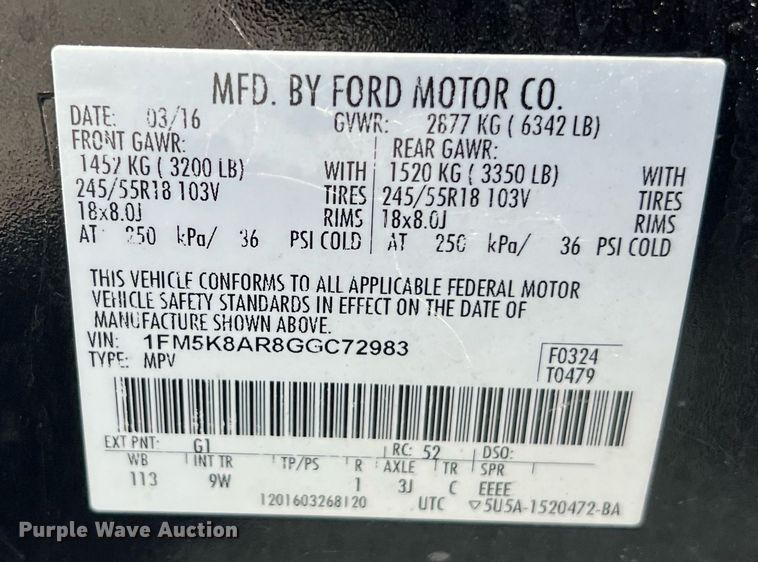 MFD. BY FORD MOTOR CO.
DATE: 03/16 GVWR: 2877 KG ( 6342 LB)
FRONT GAWR: REAR GAWR:
1452 KG ( 3200 LB) WITH 1520 KG ( 3350 LB) WITH
245/55R18 103V TIRES 245/55R18 103V TIRES
18x8.0J RIMS 18x8.0J RIMS
AT 250 kPa/ 36 PSI COLD AT 250 kPa/ 36 PSI COLD
THIS VEHICLE CONFORMS TO ALL APPLICABLE FEDERAL MOTOR
VEHICLE SAFETY STANDARDS IN EFFECT ON THE DATE OF
MANUFACTURE SHOWN ABOVE.
VIN: 1FM5K8AR8GGC72983
TYPE: MPV
F0324
T0479
EXT PNT: G1 RC: 52 DSO:
WB INT TR TP/PS R AXLE TR SPR
113 9W 1 3J C EEEE
1201603268120 UTC ▽5U5A-1520472-BA
Purple Wave Auction